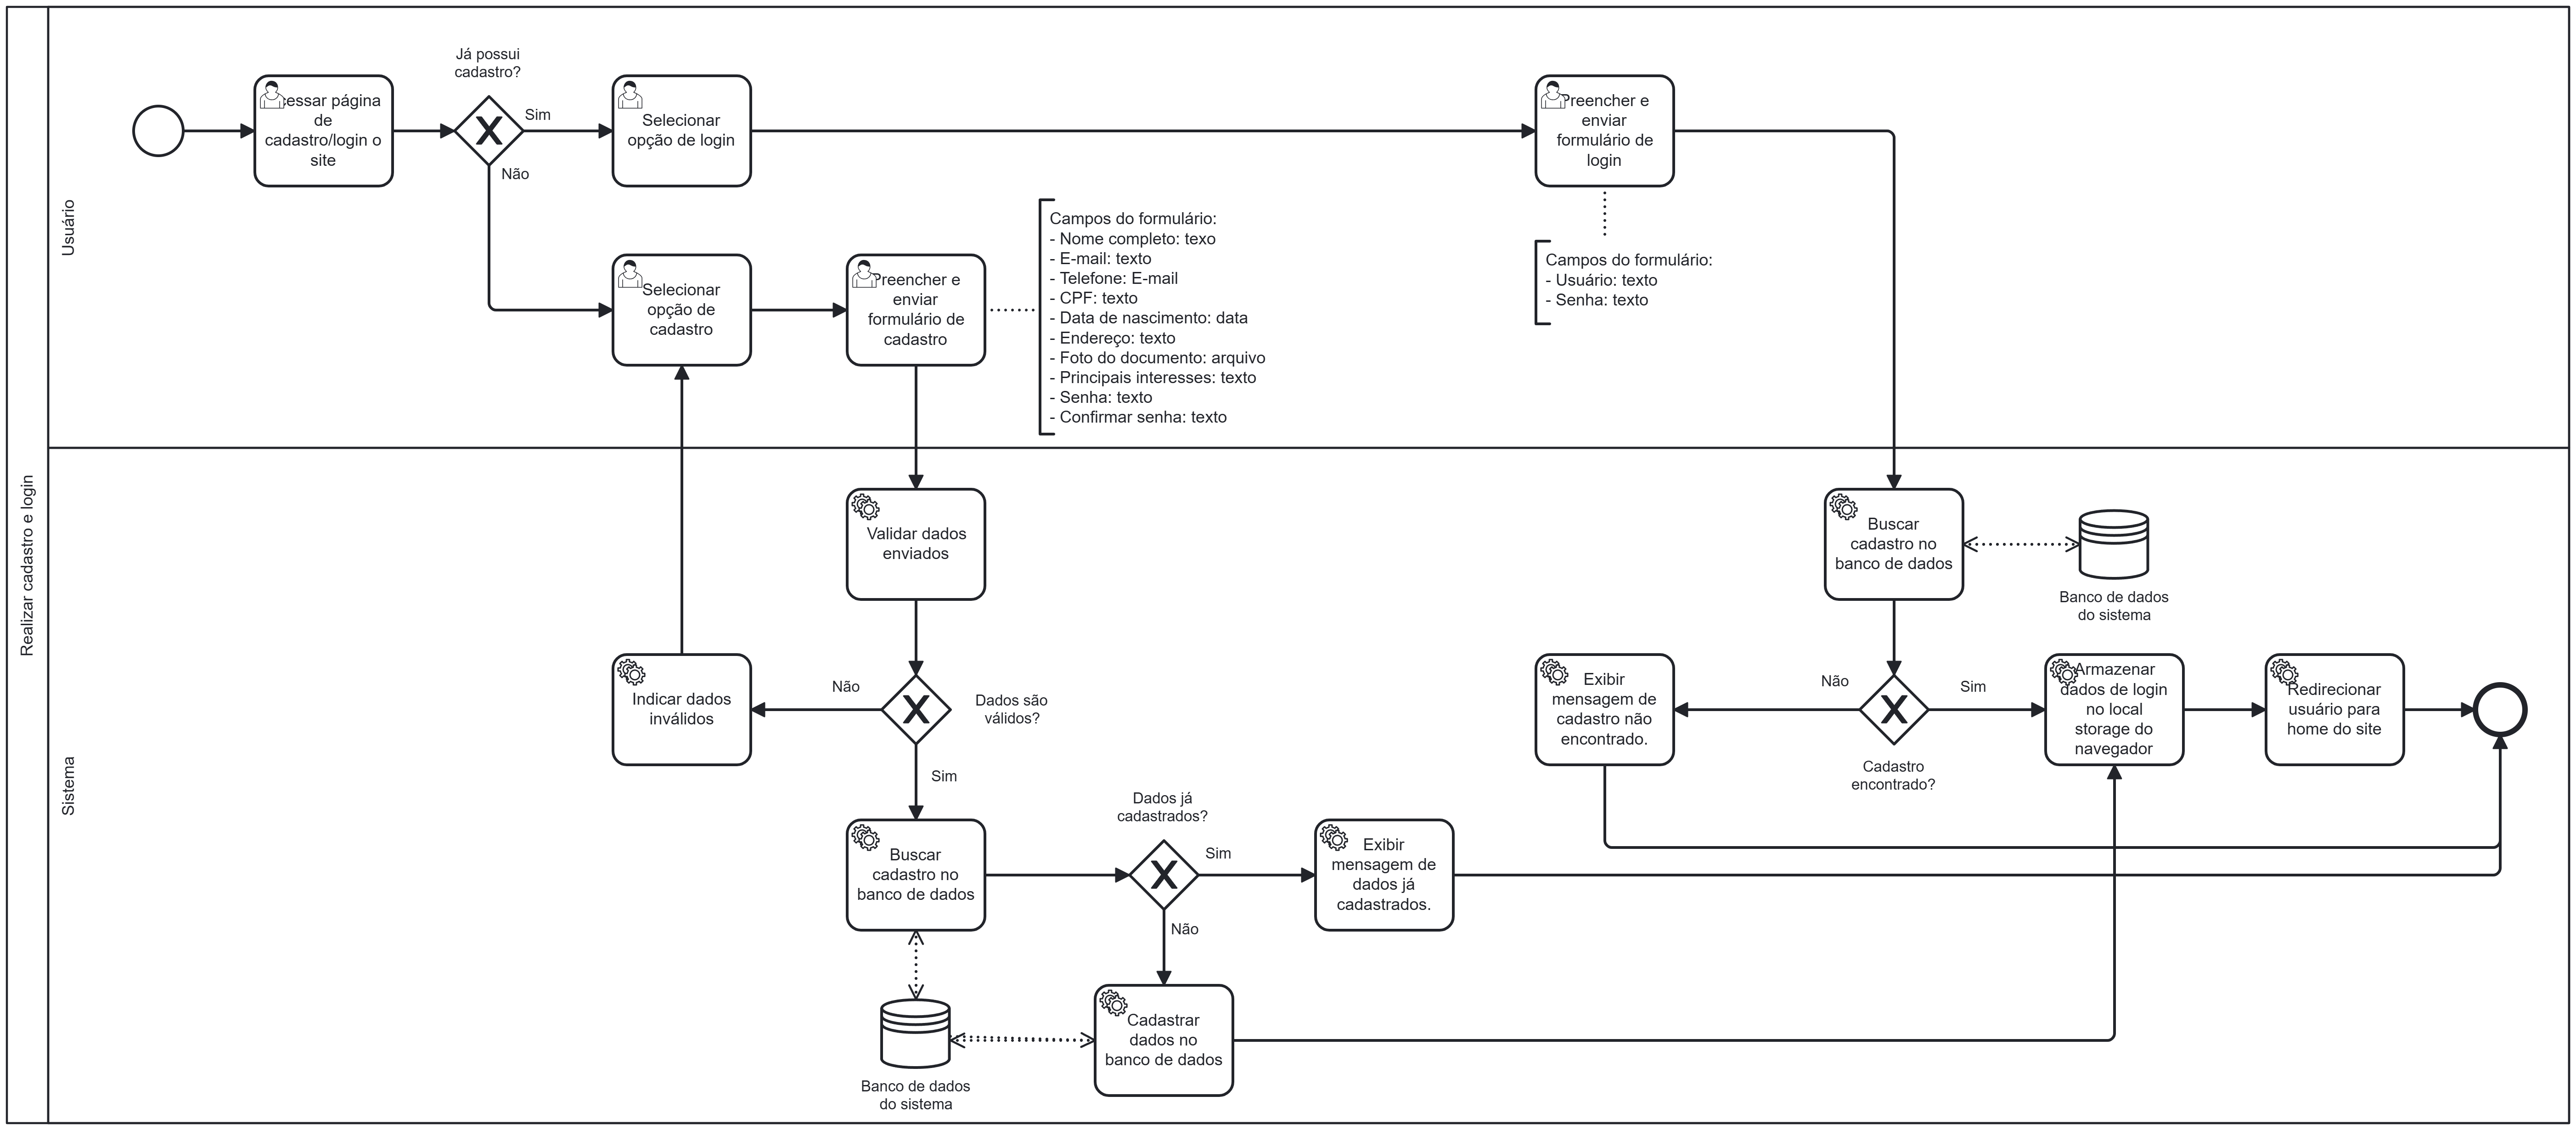 Realizar cadastro e login
Usuário
Já possui
cadastro?
essar página
de
cadastro/login o
site
Sim
Não
Selecionar
opção de login
Preencher e
enviar
formulário de
login
Campos do formulário:
- Usuário: texto
- Senha: texto
Selecionar
opção de
cadastro
Preencher e
enviar
formulário de
cadastro
Campos do formulário:
- Nome completo: texo
- E-mail: texto
- Telefone: E-mail
- CPF: texto
- Data de nascimento: data
- Endereço: texto
- Foto do documento: arquivo
- Principais interesses: texto
- Senha: texto
- Confirmar senha: texto
Sistema
Validar dados
enviados
Dados são
válidos?
Não
Sim
Indicar dados
inválidos
Buscar
cadastro no
banco de dados
Banco de dados
do sistema
Dados já
cadastrados?
Sim
Não
Exibir
mensagem de
dados já
cadastrados.
Cadastrar
dados no
banco de dados
Buscar
cadastro no
banco de dados
Banco de dados
do sistema
Cadastro
encontrado?
Não
Sim
Exibir
mensagem de
cadastro não
encontrado.
Armazenar
dados de login
no local
storage do
navegador
Redirecionar
usuário para
home do site